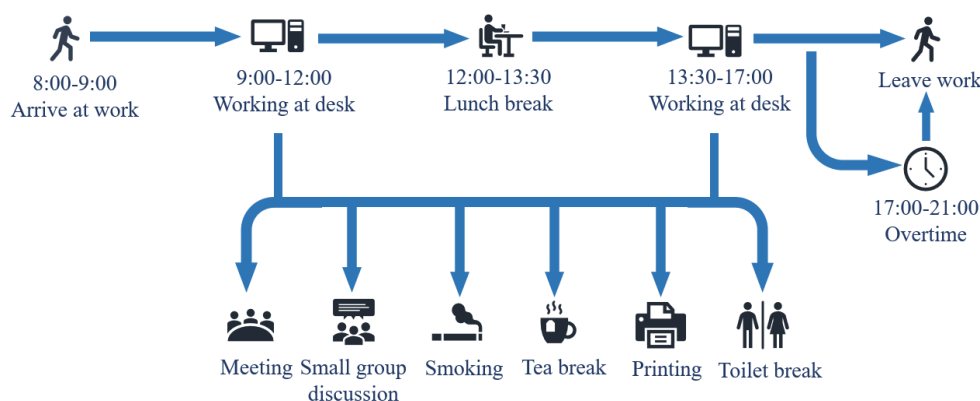 8:00-9:00
Arrive at work
9:00-12:00
Working at desk
12:00-13:30
Lunch break
13:30-17:00
Working at desk
Leave work
17:00-21:00
Overtime
Meeting
Small group
discussion
Smoking
Tea break
Printing
Toilet break